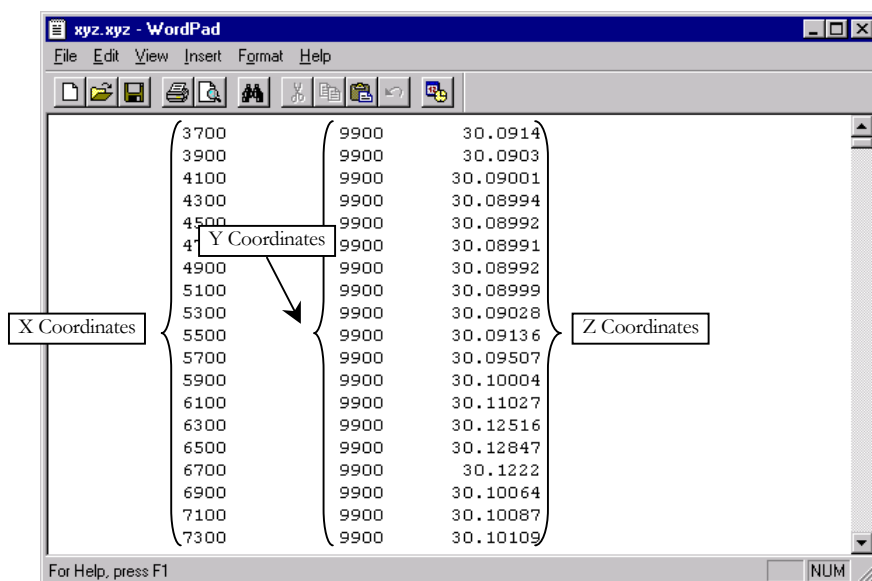 xyz.xyz - WordPad
File Edit View Insert Format Help
3700 9900 30.0914
3900 9900 30.0903
4100 9900 30.09001
4300 9900 30.08994
4500 9900 30.08992
9900 30.08991
Y Coordinates
4900 9900 30.08992
5100 9900 30.08999
5300 9900 30.09028
X Coordinates
Z Coordinates
5500 9900 30.09136
5700 9900 30.09507
5900 9900 30.10004
6100 9900 30.11027
6300 9900 30.12516
6500 9900 30.12847
6700 9900 30.1222
6900 9900 30.10064
7100 9900 30.10087
7300 9900 30.10109
For Help, press F1
NUM